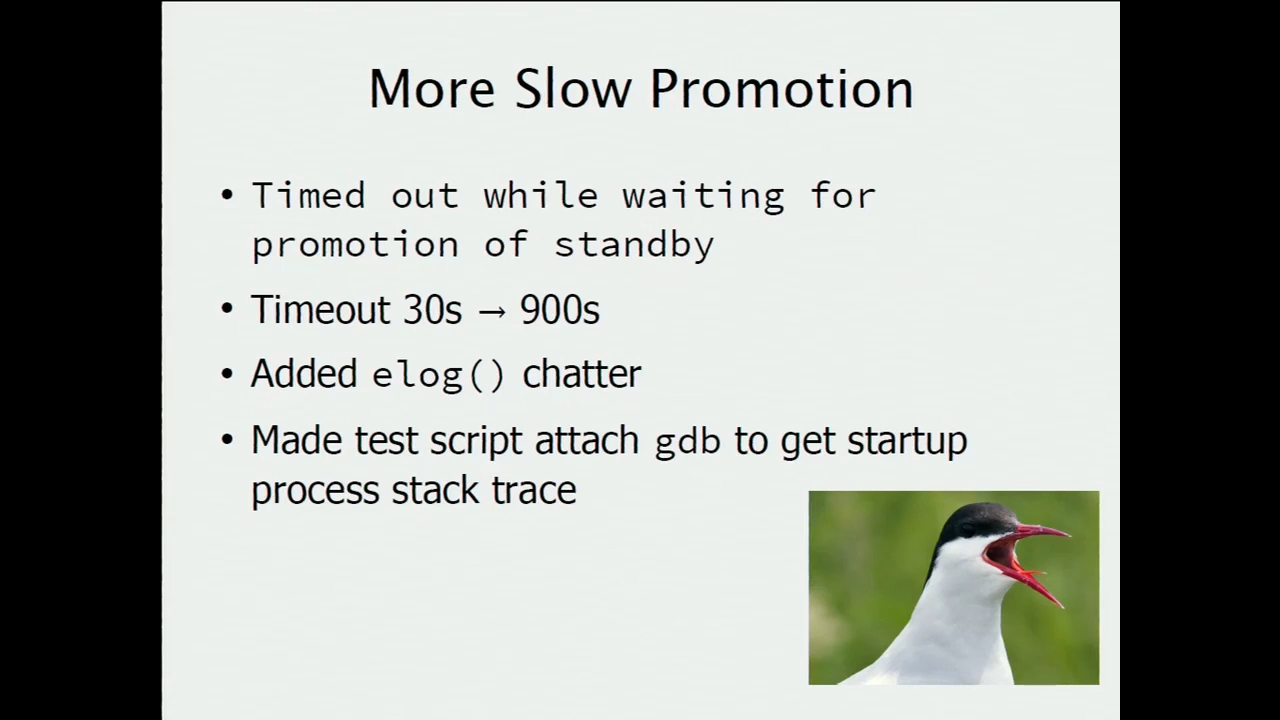 More Slow Promotion
• Timed out while waiting for
promotion of standby
• Timeout 30s → 900s
• Added elog() chatter
• Made test script attach gdb to get startup
process stack trace